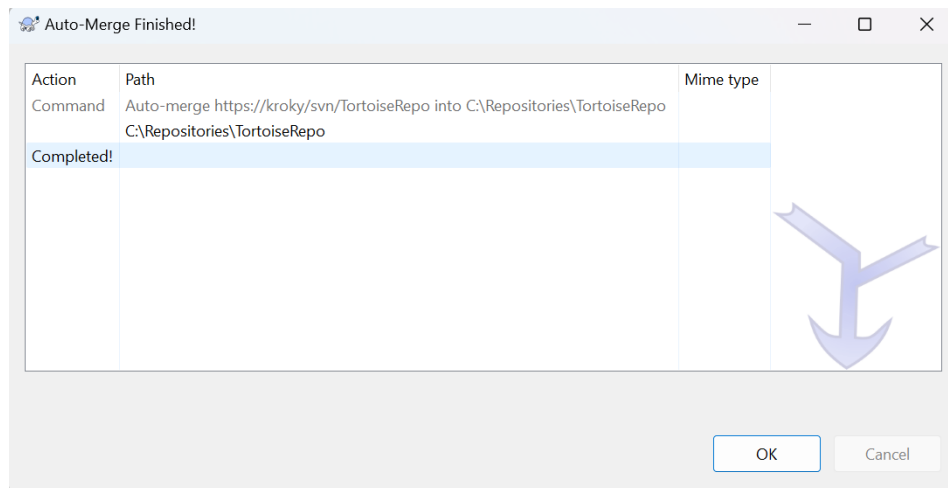 Auto-Merge Finished!
Action Path Mime type
Command Auto-merge https://kroky/svn/TortoiseRepo into C:\Repositories\TortoiseRepo
C:\Repositories\TortoiseRepo
Completed!
OK Cancel